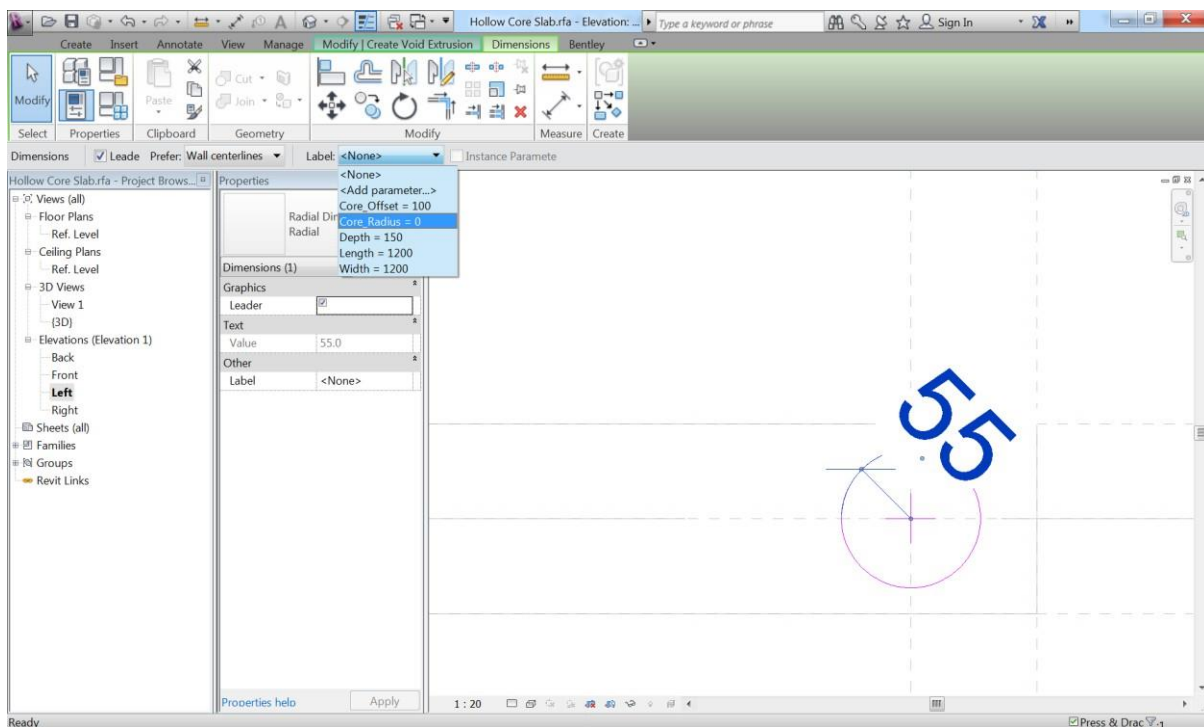 Hollow Core Slab.rfa - Elevation: ...
Type a keyword or phrase
Sign In
Create Insert Annotate View Manage Modify | Create Void Extrusion Dimensions Bentley
Modify
Paste
Cut
Join
Select Properties Clipboard Geometry Modify Measure Create
Dimensions Leade Prefer: Wall centerlines Label: <None> Instance Paramete
<None>
<Add parameter...>
Core_Offset = 100
Core_Radius = 0
Depth = 150
Length = 1200
Width = 1200
Hollow Core Slab.rfa - Project Brows...
Views (all)
Floor Plans
Ref. Level
Ceiling Plans
Ref. Level
3D Views
View 1
{3D}
Elevations (Elevation 1)
Back
Front
Left
Right
Sheets (all)
Families
Groups
Revit Links
Properties
Radial Dim
Radial
Dimensions (1)
Graphics
Leader
Text
Value 55.0
Other
Label <None>
Properties help
Apply
55
1 : 20
Ready
Press & Drac
:1